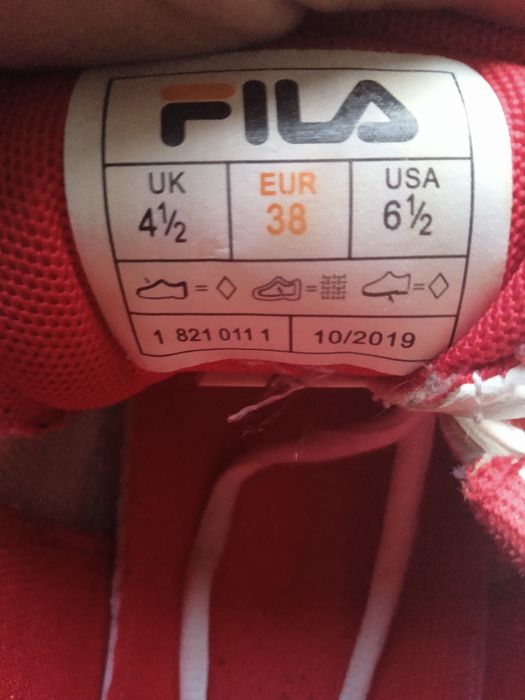 FILA
UK EUR USA
4½ 38 6½
= =  =
1 821 011 1 10/2019